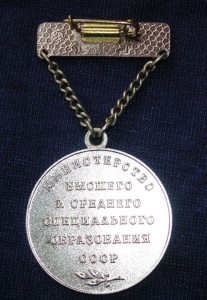 МИНИСТЕРСТВО
ВЫСШЕГО
И СРЕДНЕГО
СПЕЦИАЛЬНОГО
ОБРАЗОВАНИЯ
СССР